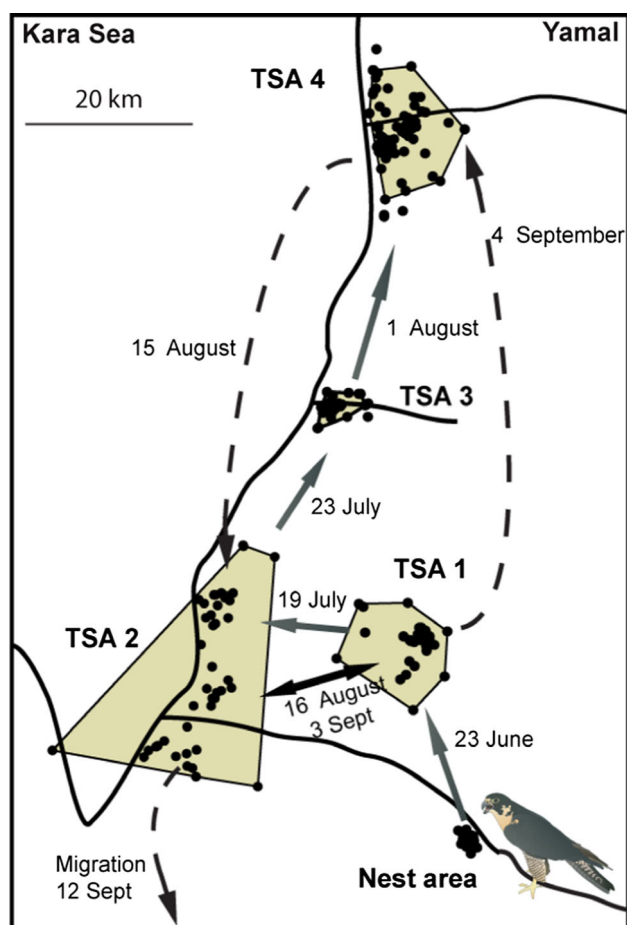 Kara Sea
Yamal
TSA 4
20 km
4 September
15 August
1 August
TSA 3
23 July
TSA 1
19 July
TSA 2
16 August
3 Sept
23 June
Migration
12 Sept
Nest area